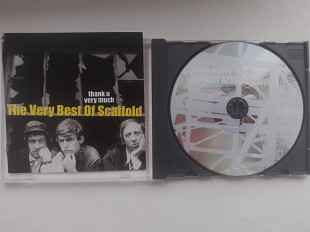 thank u
very much
The Very Best Of Scaffold